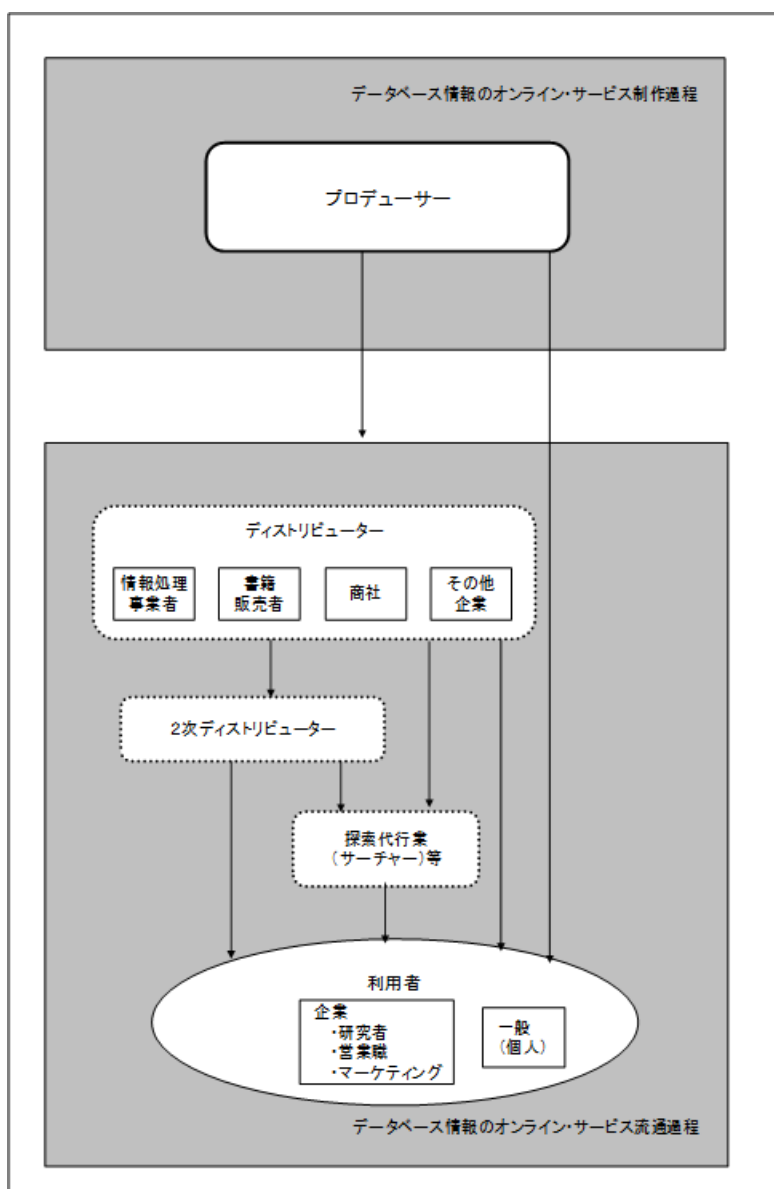 データベース情報のオンライン・サービス制作過程
プロデューサー
ディストリビューター
情報処理
事業者
書籍
販売者
商社
その他
企業
2次ディストリビューター
探索代行業
(サーチャー)等
利用者
企業
・研究者
・営業職
・マーケティング
一般
(個人)
データベース情報のオンライン・サービス流通過程